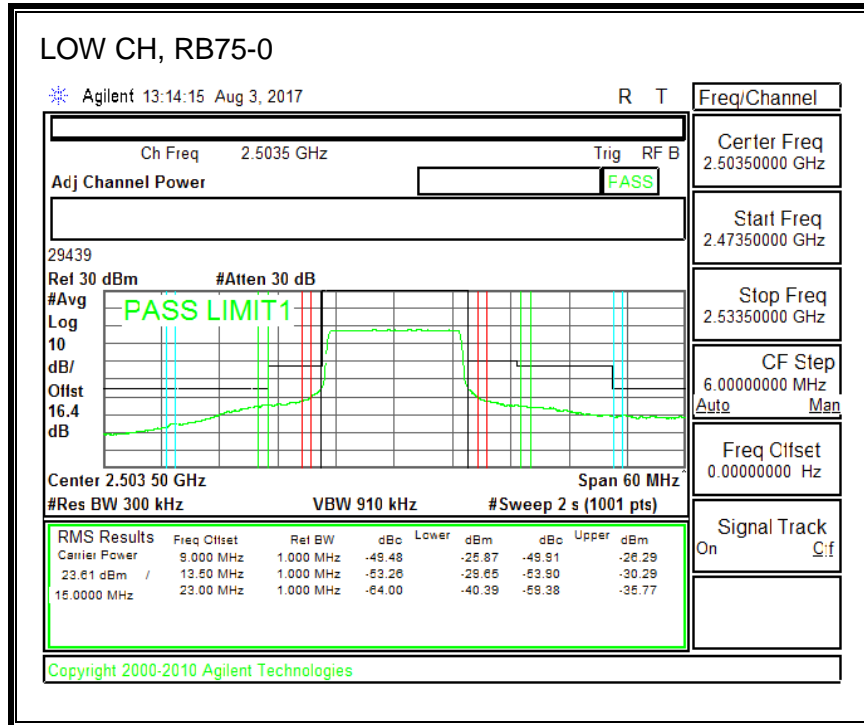 LOW CH, RB75-0
Agilent 13:14:15 Aug 3, 2017 R T
Freq/Channel
Ch Freq 2.5035 GHz Trig RF B
Adj Channel Power PASS
Center Freq
2.50350000 GHz
Start Freq
2.47350000 GHz
Stop Freq
2.53350000 GHz
CF Step
6.00000000 MHz
Auto Man
Freq Offset
0.00000000 Hz
Signal Track
On Off
29439
Ref 30 dBm #Atten 30 dB
#Avg
Log
10
dB/
Offst
16.4
dB
PASS LIMIT1
Center 2.503 50 GHz Span 60 MHz
#Res BW 300 kHz VBW 910 kHz #Sweep 2 s (1001 pts)
RMS Results Freq Offset Ref BW dBc Lower dBm dBc Upper dBm
Carrier Power 9.000 MHz 1.000 MHz -49.48 -25.87 -49.91 -26.29
23.61 dBm / 13.50 MHz 1.000 MHz -53.26 -29.65 -53.90 -30.29
15.0000 MHz 23.00 MHz 1.000 MHz -64.00 -40.39 -59.38 -35.77
Copyright 2000-2010 Agilent Technologies